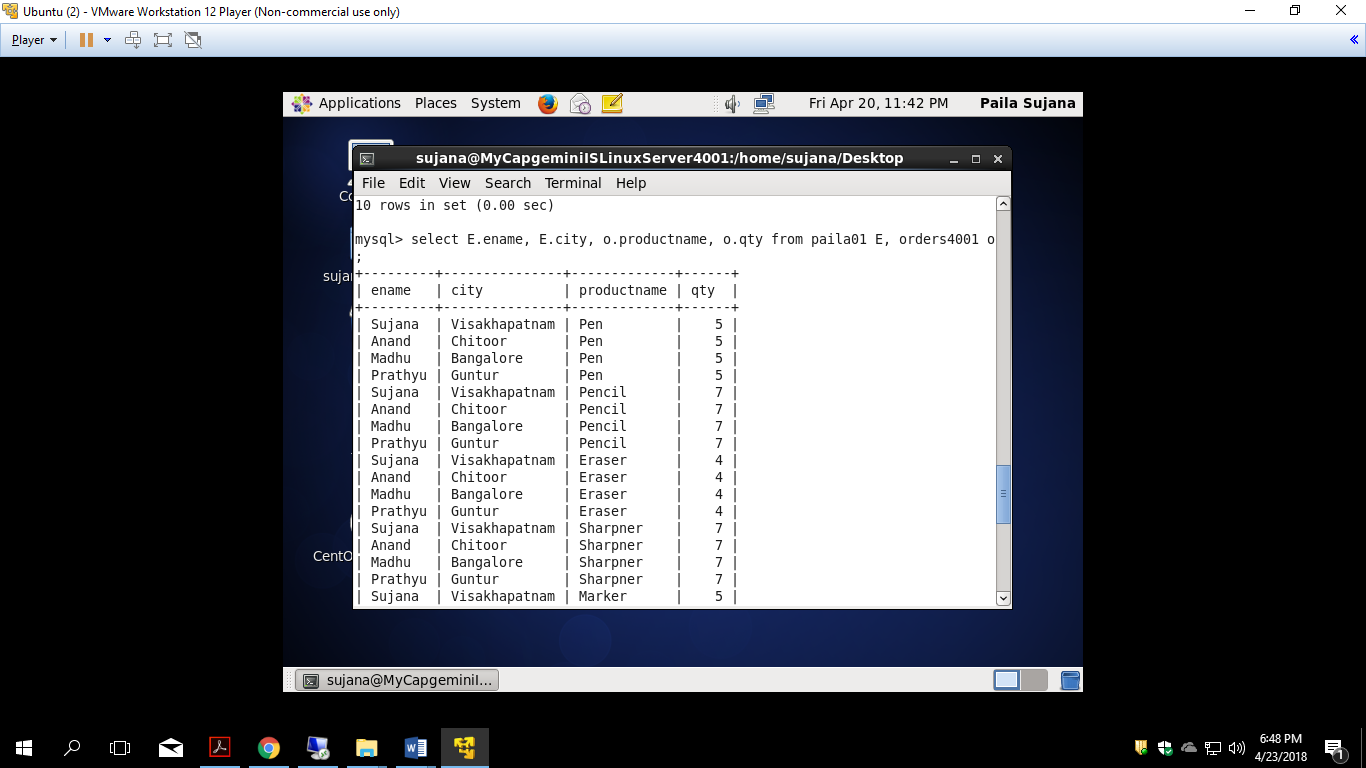 Ubuntu (2) - VMware Workstation 12 Player (Non-commercial use only)
Player
Applications Places System Fri Apr 20, 11:42 PM Paila Sujana
sujana@MyCapgeminiISLinuxServer4001:/home/sujana/Desktop
File Edit View Search Terminal Help
10 rows in set (0.00 sec)
mysql> select E.ename, E.city, o.productname, o.qty from paila01 E, orders4001 o
;
+---------+---------------+-------------+------+
| ename | city | productname | qty |
+---------+---------------+-------------+------+
| Sujana | Visakhapatnam | Pen | 5 |
| Anand | Chitoor | Pen | 5 |
| Madhu | Bangalore | Pen | 5 |
| Prathyu | Guntur | Pen | 5 |
| Sujana | Visakhapatnam | Pencil | 7 |
| Anand | Chitoor | Pencil | 7 |
| Madhu | Bangalore | Pencil | 7 |
| Prathyu | Guntur | Pencil | 7 |
| Sujana | Visakhapatnam | Eraser | 4 |
| Anand | Chitoor | Eraser | 4 |
| Madhu | Bangalore | Eraser | 4 |
| Prathyu | Guntur | Eraser | 4 |
| Sujana | Visakhapatnam | Sharpner | 7 |
| Anand | Chitoor | Sharpner | 7 |
| Madhu | Bangalore | Sharpner | 7 |
| Prathyu | Guntur | Sharpner | 7 |
| Sujana | Visakhapatnam | Marker | 5 |
Co
suja
CentO
sujana@MyCapgeminiI...
6:48 PM
4/23/2018
1